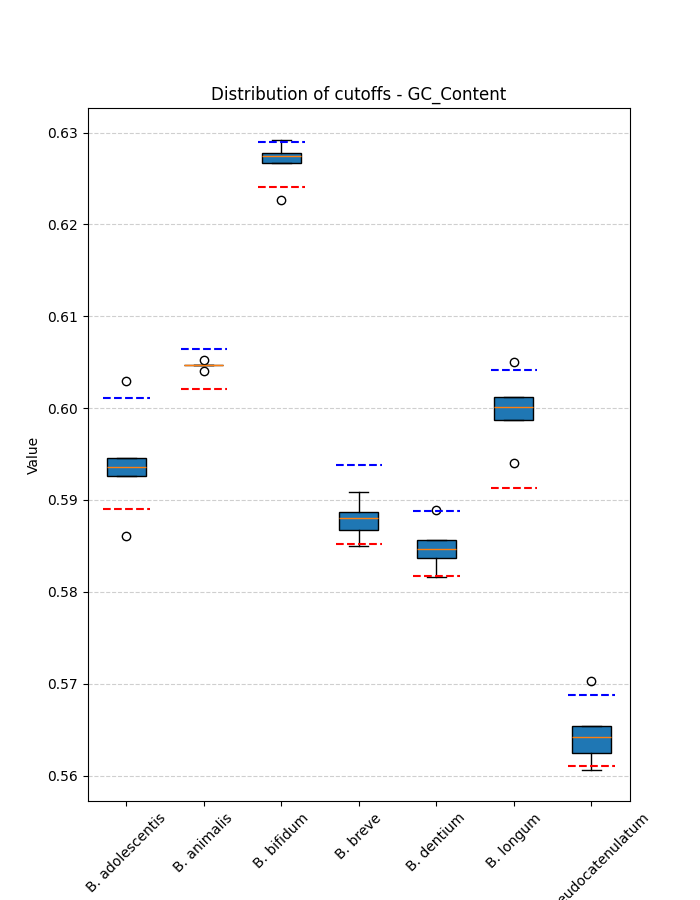 Distribution of cutoffs - GC_Content
Value
0.63
0.62
0.61
0.60
0.59
0.58
0.57
0.56
B. adolescentis
B. animalis
B. bifidum
B. breve
B. dentium
B. longum
eudocatenulatum